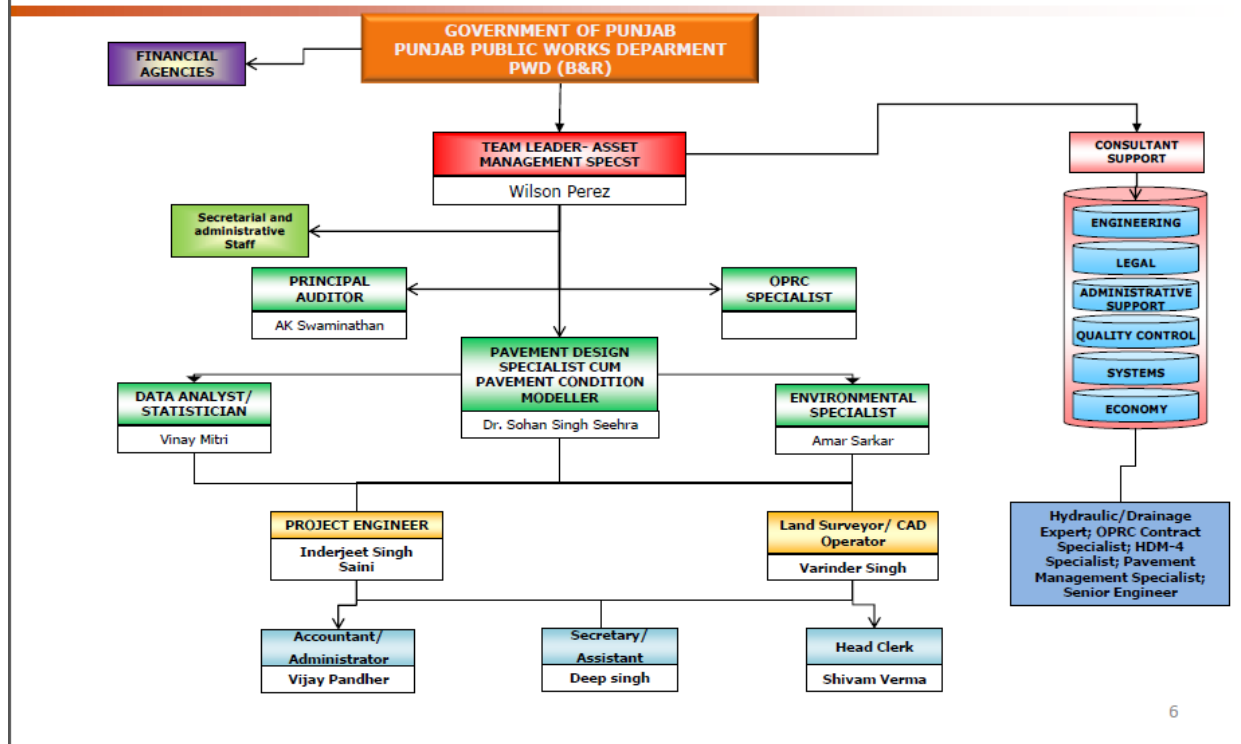 GOVERNMENT OF PUNJAB
PUNJAB PUBLIC WORKS DEPARMENT
PWD (B&R)
FINANCIAL
AGENCIES
TEAM LEADER- ASSET
MANAGEMENT SPECST
Wilson Perez
CONSULTANT
SUPPORT
Secretarial and
administrative
Staff
ENGINEERING
LEGAL
ADMINISTRATIVE
SUPPORT
QUALITY CONTROL
SYSTEMS
ECONOMY
PRINCIPAL
AUDITOR
AK Swaminathan
OPRC
SPECIALIST
PAVEMENT DESIGN
SPECIALIST CUM
PAVEMENT CONDITION
MODELLER
Dr. Sohan Singh Seehra
DATA ANALYST/
STATISTICIAN
Vinay Mitri
ENVIRONMENTAL
SPECIALIST
Amar Sarkar
PROJECT ENGINEER
Inderjeet Singh
Saini
Land Surveyor/ CAD
Operator
Varinder Singh
Hydraulic/Drainage
Expert; OPRC Contract
Specialist; HDM-4
Specialist; Pavement
Management Specialist;
Senior Engineer
Accountant/
Administrator
Vijay Pandher
Secretary/
Assistant
Deep singh
Head Clerk
Shivam Verma
6